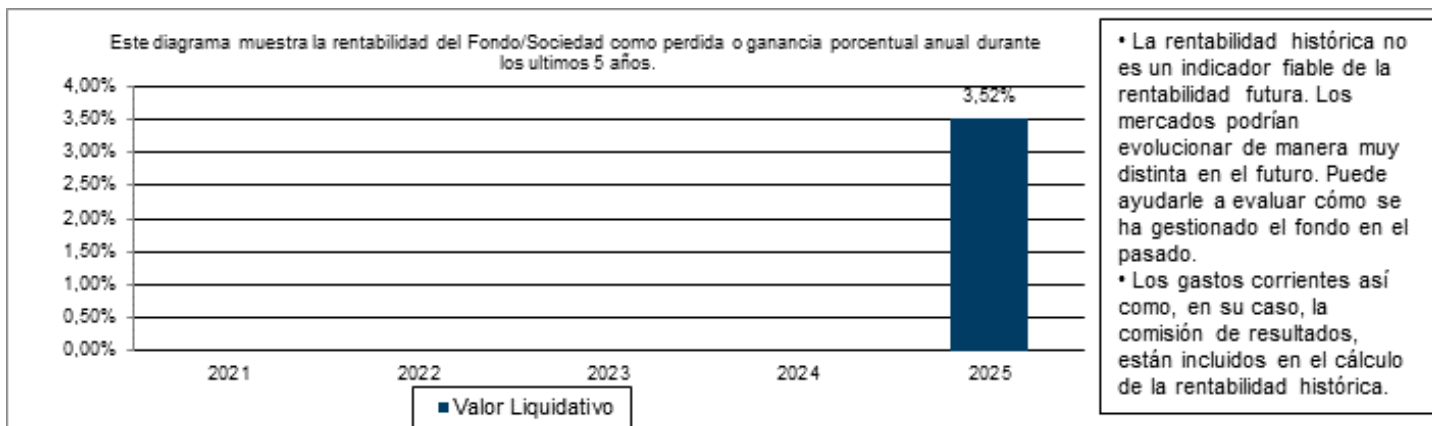 Este diagrama muestra la rentabilidad del Fondo/Sociedad como perdida o ganancia porcentual anual durante
los ultimos 5 años.
4,00%
3,50%
3,00%
2,50%
2,00%
1,50%
1,00%
0,50%
0,00%
3,52%
2021 2022 2023 2024 2025
Valor Liquidativo
• La rentabilidad histórica no
es un indicador fiable de la
rentabilidad futura. Los
mercados podrían
evolucionar de manera muy
distinta en el futuro. Puede
ayudarle a evaluar cómo se
ha gestionado el fondo en el
pasado.
• Los gastos corrientes así
como, en su caso, la
comisión de resultados,
están incluidos en el cálculo
de la rentabilidad histórica.